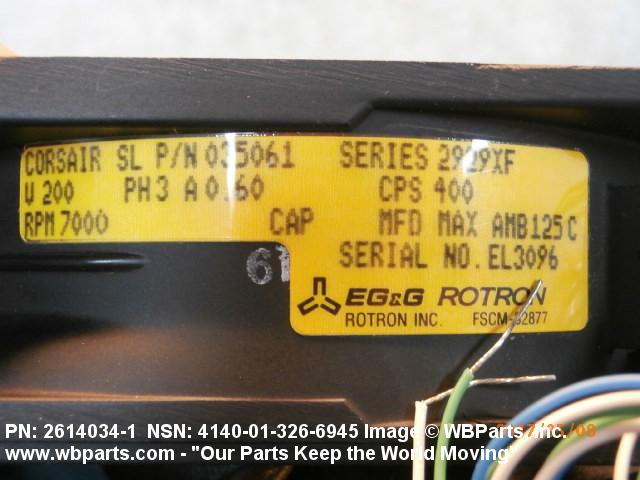 CORSAIR SL P/N 035061 SERIES 2929XF
V 200 PH 3 A 0.60 CPS 400
RPM 7000 CAP MFD MAX AMB 125 C
SERIAL NO. EL3096
61
EG&G ROTRON
ROTRON INC. FSCM-82877
PN: 2614034-1 NSN: 4140-01-326-6945 Image © WBParts Inc.
www.wbparts.com - "Our Parts Keep the World Moving"